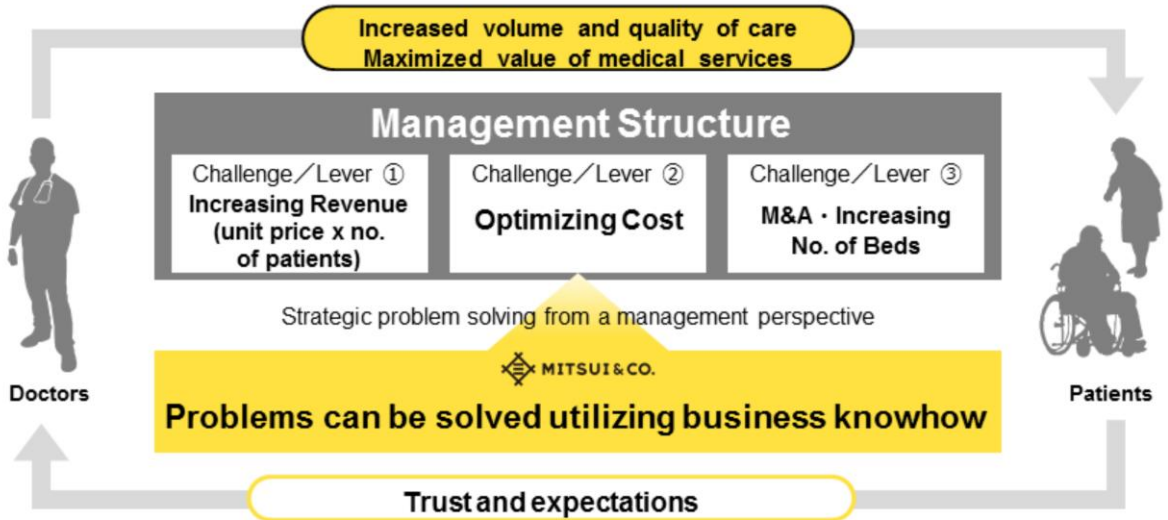 Increased volume and quality of care
Maximized value of medical services
Management Structure
Challenge／Lever ①
Increasing Revenue
(unit price x no.
of patients)
Challenge／Lever ②
Optimizing Cost
Challenge／Lever ③
M&A・Increasing
No. of Beds
Strategic problem solving from a management perspective
MITSUI & CO.
Problems can be solved utilizing business knowhow
Doctors
Patients
Trust and expectations